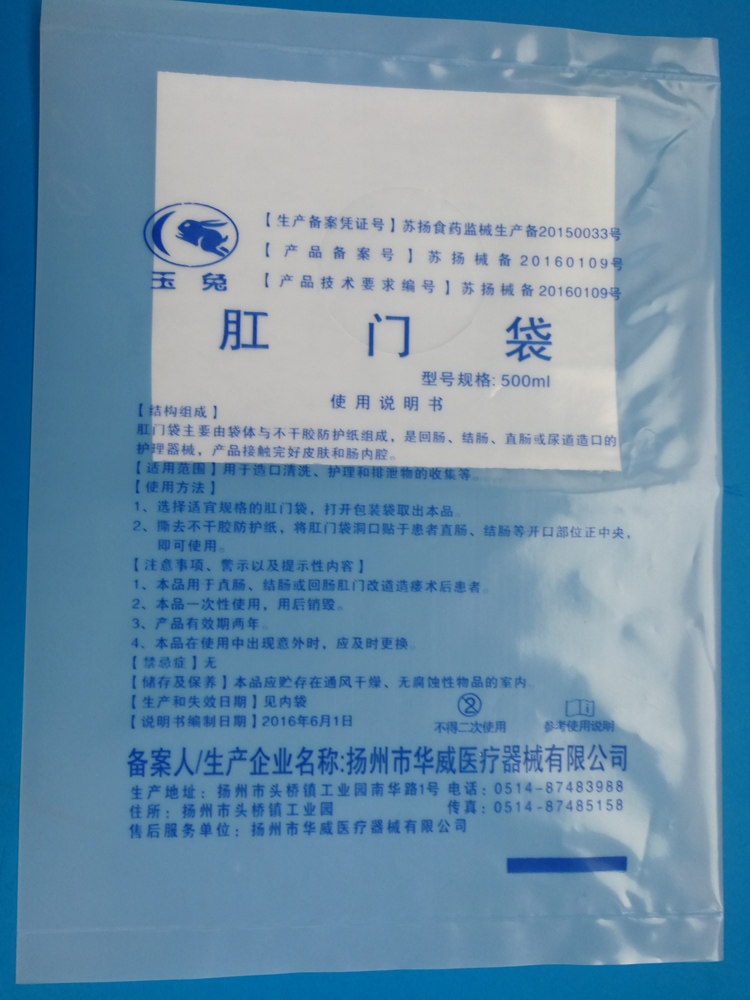 【生产备案凭证号】苏扬食药监械生产备20150033号
【产品备案号】苏扬械备20160109号
【产品技术要求编号】苏扬械备20160109号
玉兔
肛门袋
型号规格:500ml
使用说明书
【结构组成】
肛门袋主要由袋体与不干胶防护纸组成，是回肠、结肠、直肠或尿道造口的
护理器械，产品接触完好皮肤和肠内腔。
【适用范围】用于造口清洗、护理和排泄物的收集等。
【使用方法】
1、选择适宜规格的肛门袋，打开包装袋取出本品。
2、撕去不干胶防护纸，将肛门袋洞口贴于患者直肠、结肠等开口部位正中央，
即可使用。
【注意事项、警示以及提示性内容】
1、本品用于直肠、结肠或回肠肛门改道造瘘术后患者。
2、本品一次性使用，用后销毁。
3、产品有效期两年。
4、本品在使用中出现意外时，应及时更换。
【禁忌症】无
【储存及保养】本品应贮存在通风干燥、无腐蚀性物品的室内。
【生产和失效日期】见内袋
【说明书编制日期】2016年6月1日
2
不得二次使用
i
参考使用说明
备案人/生产企业名称:扬州市华威医疗器械有限公司
生产地址：扬州市头桥镇工业园南华路1号 电话：0514-87483988
住所：扬州市头桥镇工业园 传真：0514-87485158
售后服务单位：扬州市华威医疗器械有限公司